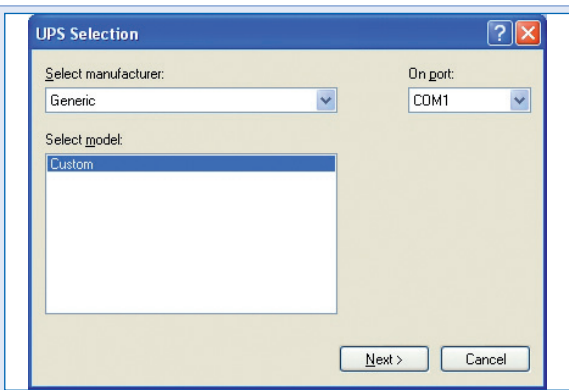 UPS Selection
Select manufacturer: On port:
Generic COM1
Select model:
Custom
Next > Cancel